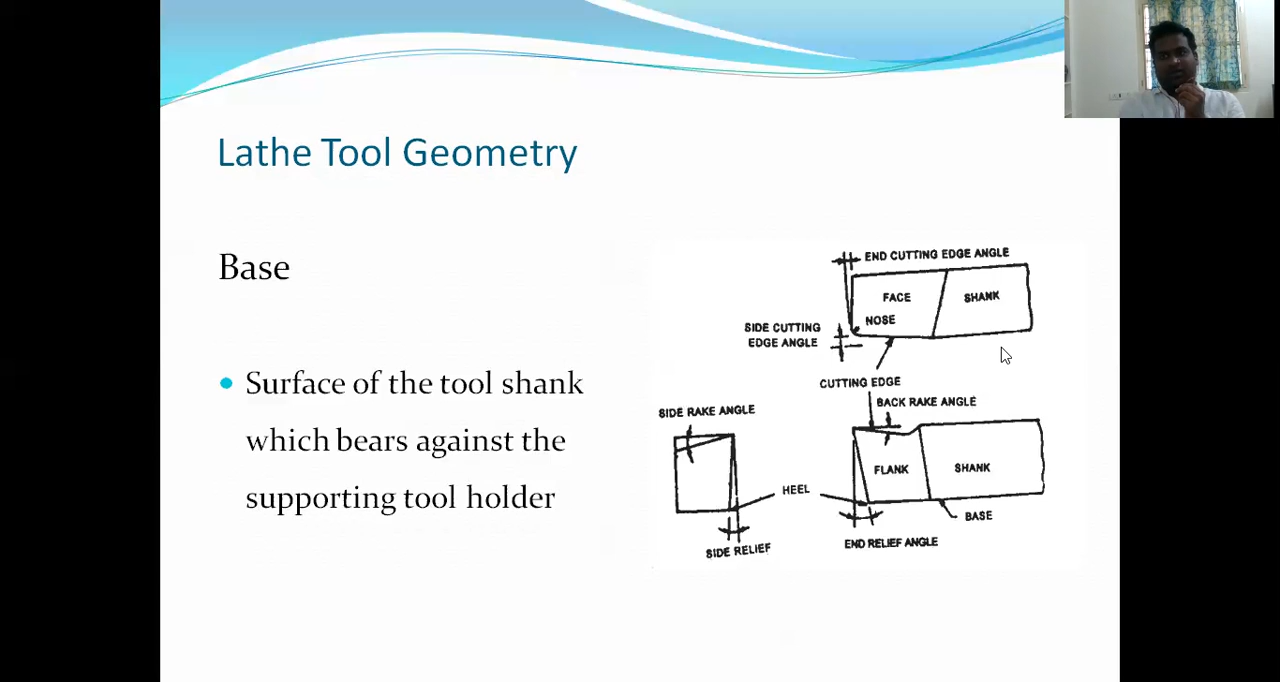 Lathe Tool Geometry
Base
Surface of the tool shank
which bears against the
supporting tool holder
END CUTTING EDGE ANGLE
FACE
SHANK
NOSE
SIDE CUTTING
EDGE ANGLE
CUTTING EDGE
BACK RAKE ANGLE
SIDE RAKE ANGLE
FLANK
SHANK
HEEL
BASE
END RELIEF ANGLE
SIDE RELIEF